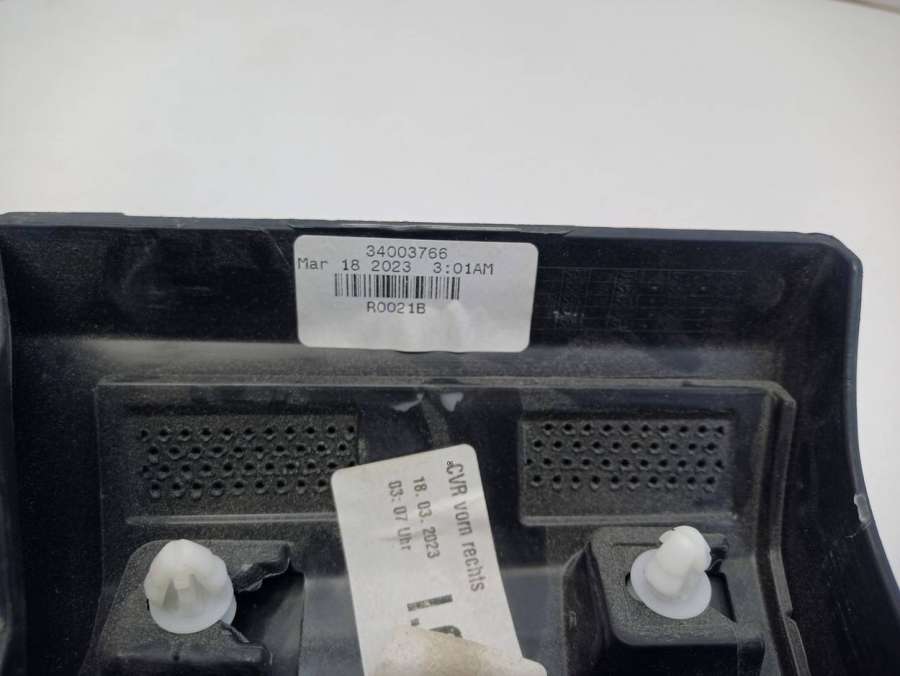 34003766
Mar 18 2023 3:01AM
R0021B
CVR vorn rechts
18. 03. 2023
03: 07 Uhr